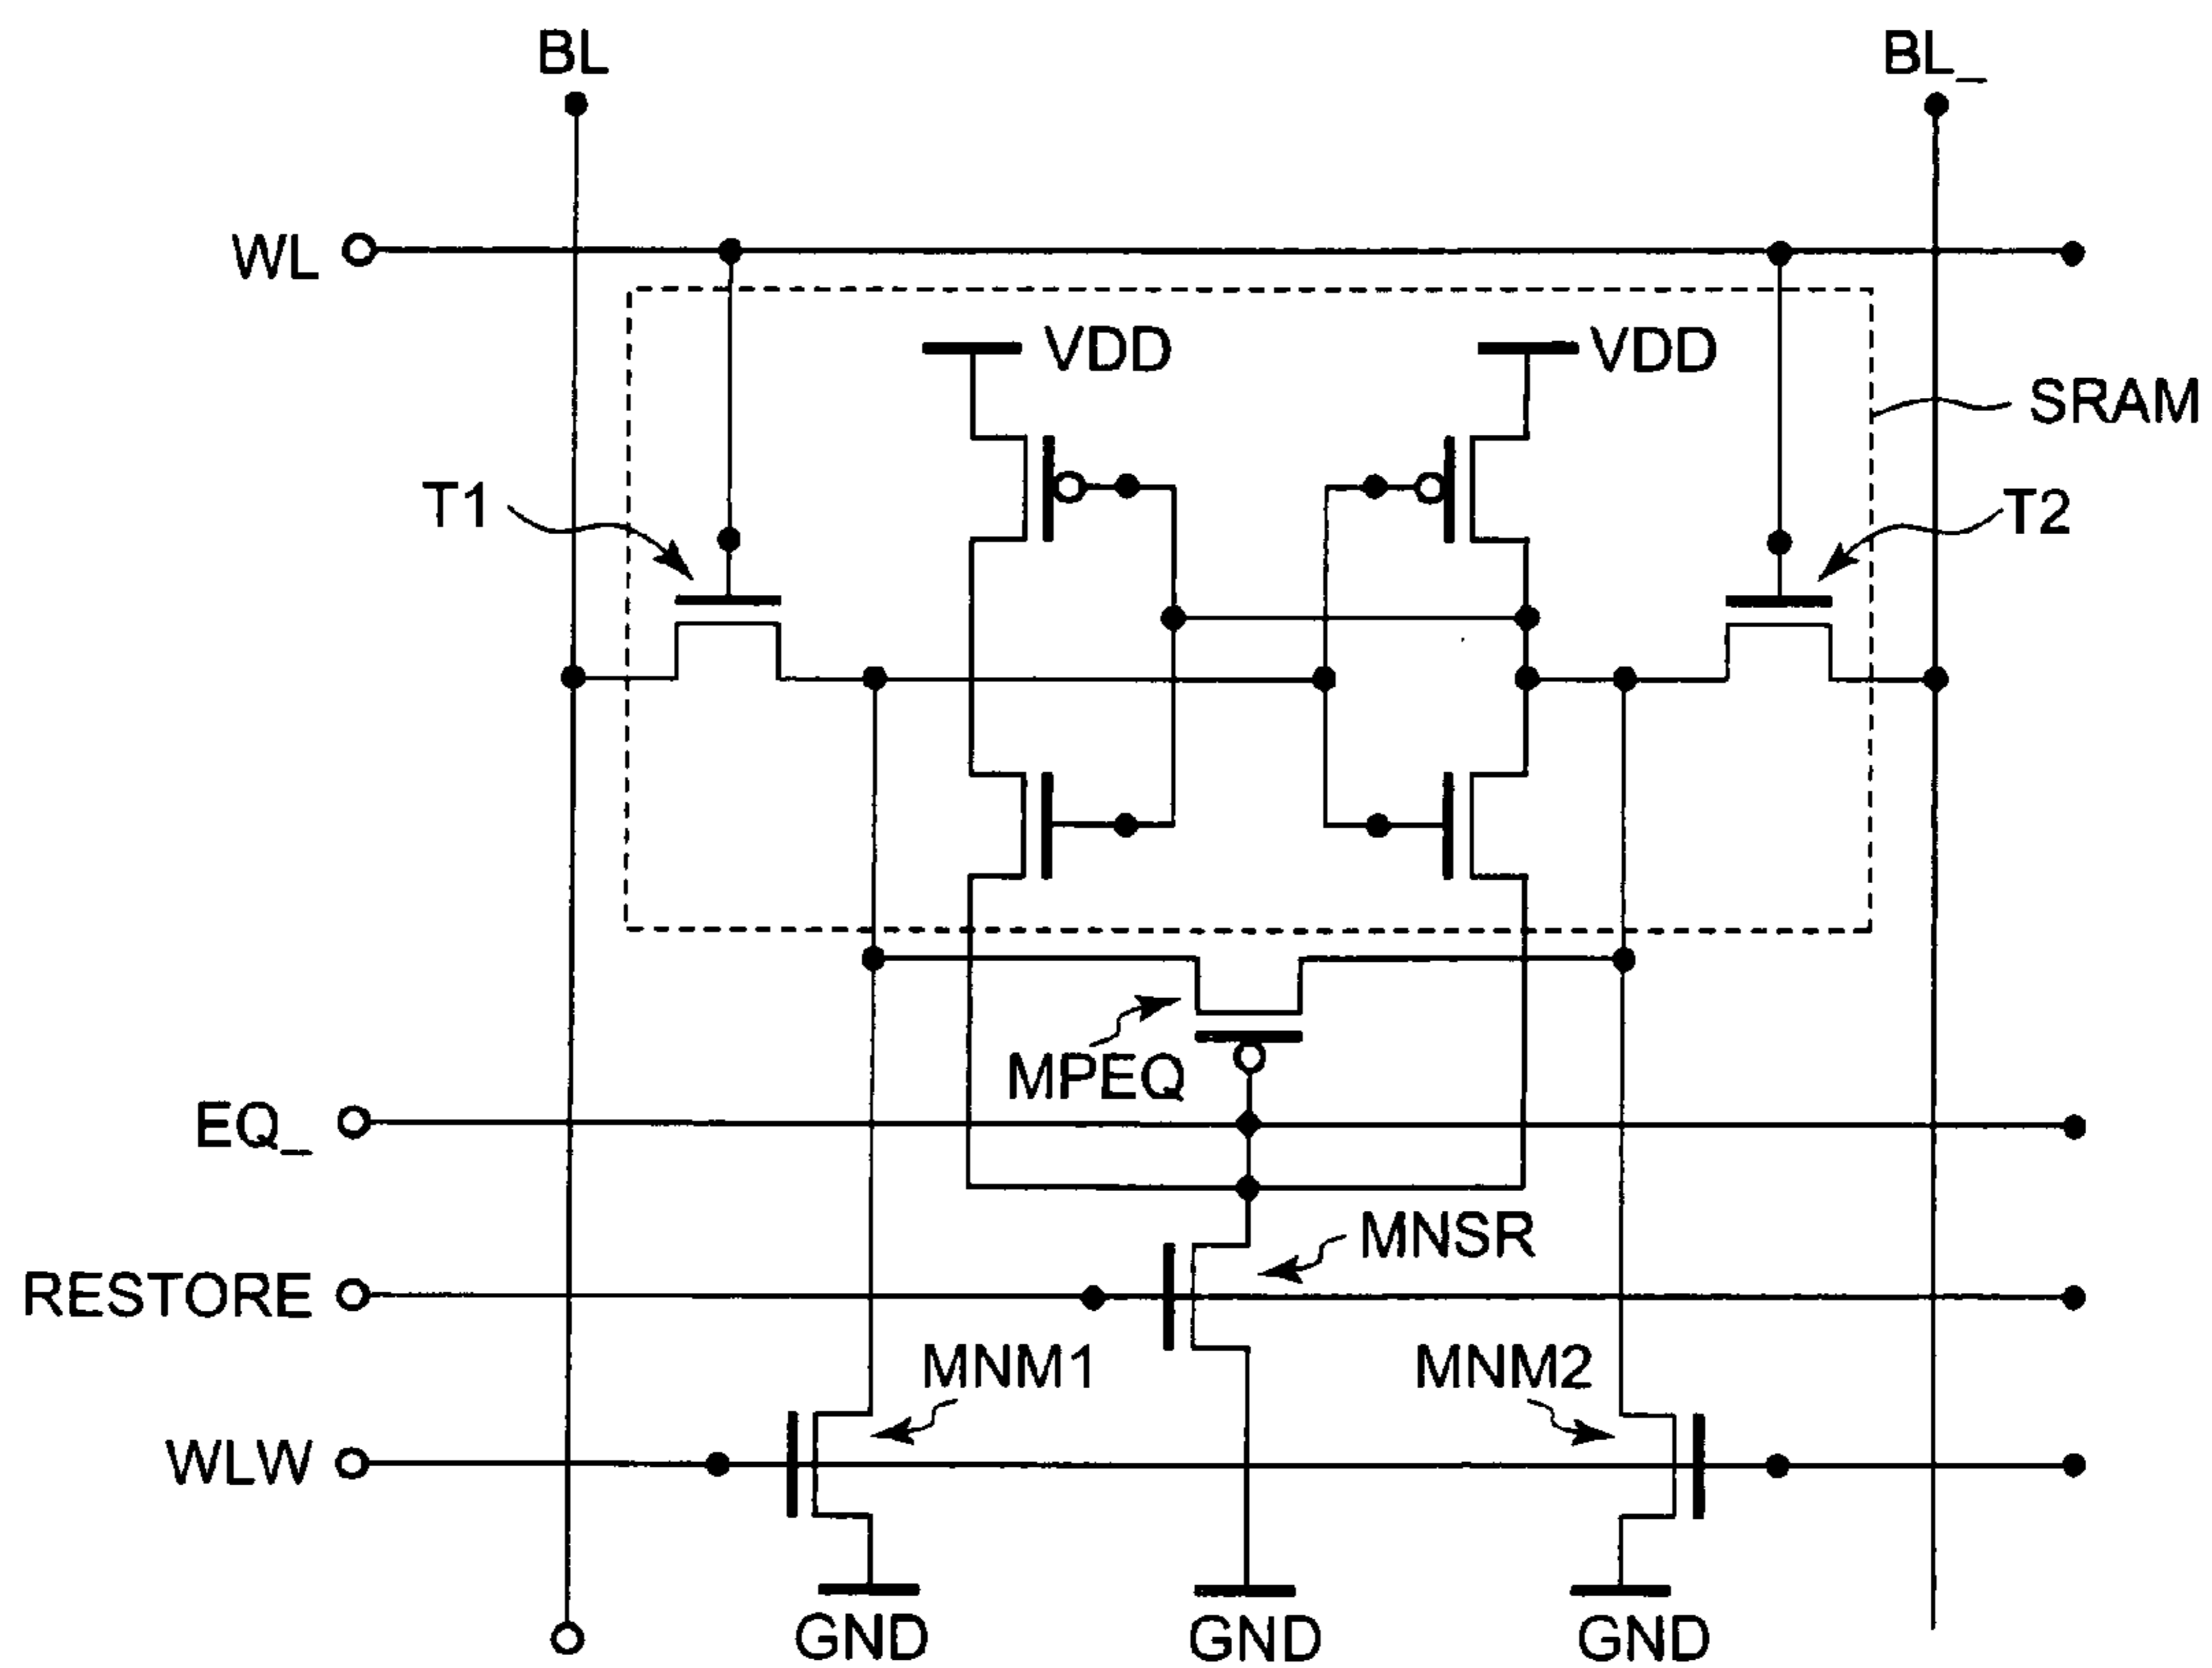 BL
BL_
WL
VDD
VDD
SRAM
T1
T2
MPEQ
EQ_
MNSR
RESTORE
MNM1
MNM2
WLW
GND
GND
GND